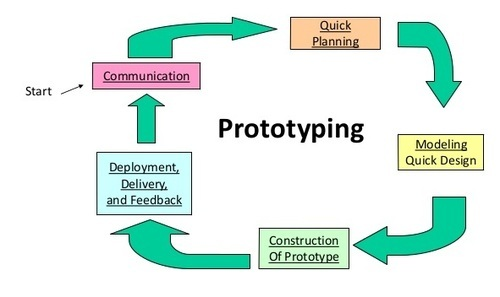 Quick
Planning
Communication
Start
Prototyping
Modeling
Quick Design
Deployment,
Delivery,
and Feedback
Construction
Of Prototype